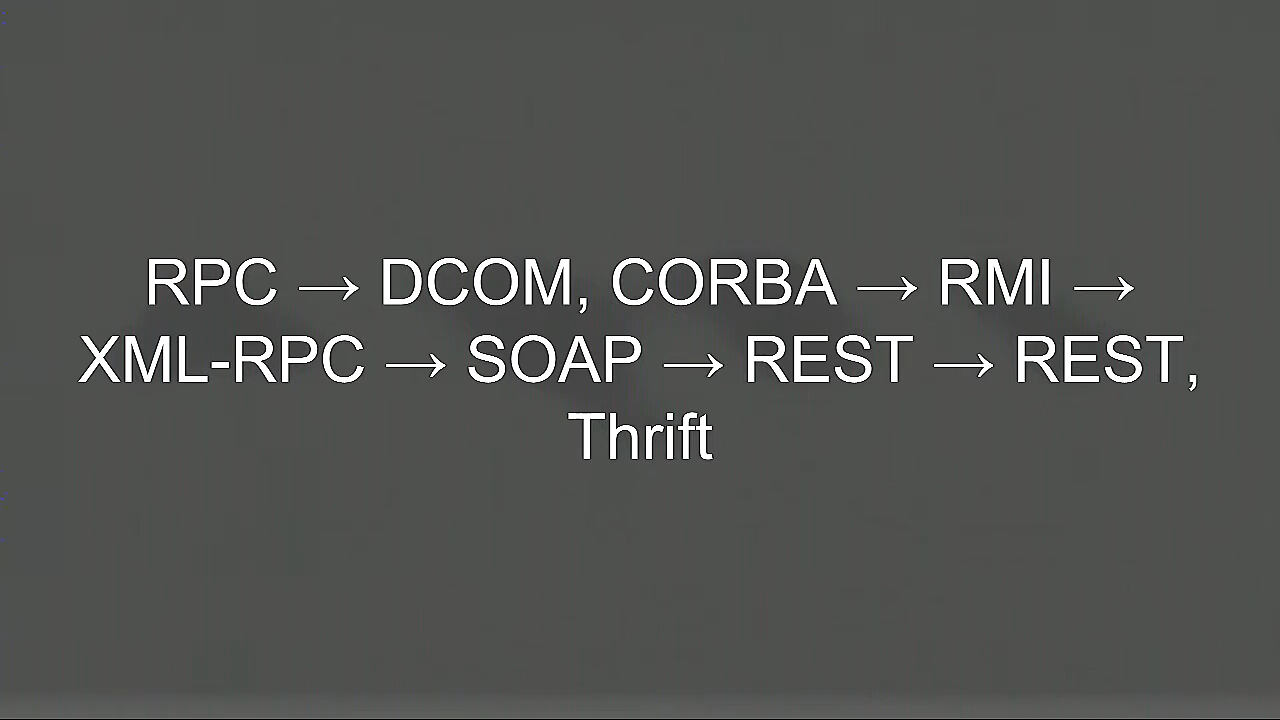 RPC → DCOM, CORBA → RMI →
XML-RPC → SOAP → REST → REST,
Thrift